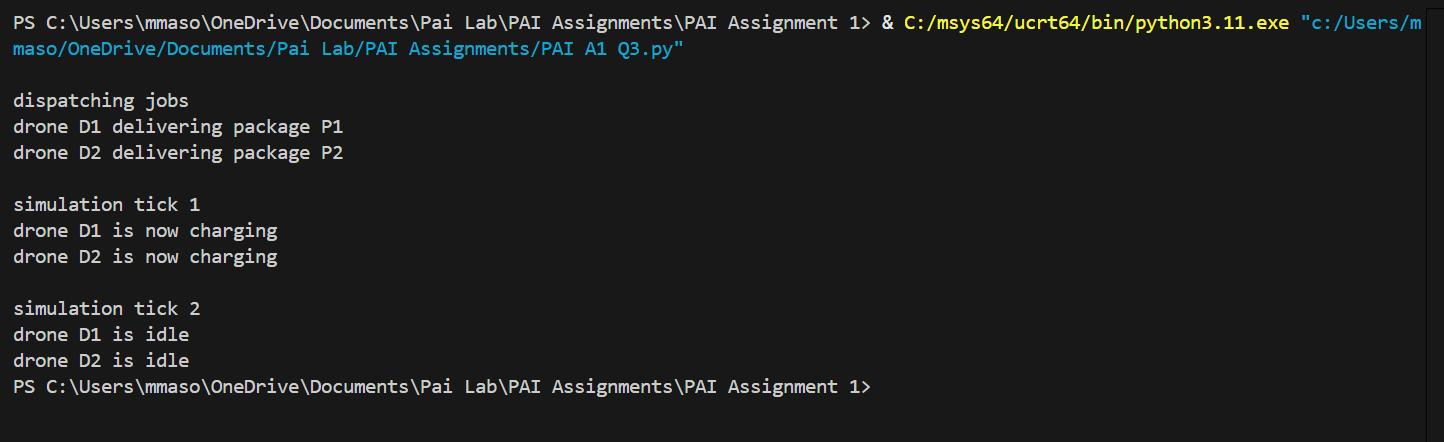 PS C:\Users\mmaso\OneDrive\Documents\Pai Lab\PAI Assignments\PAI Assignment 1> & C:/msys64/ucrt64/bin/python3.11.exe "c:/Users/m
maso/OneDrive/Documents/Pai Lab/PAI Assignments/PAI A1 Q3.py"
dispatching jobs
drone D1 delivering package P1
drone D2 delivering package P2
simulation tick 1
drone D1 is now charging
drone D2 is now charging
simulation tick 2
drone D1 is idle
drone D2 is idle
PS C:\Users\mmaso\OneDrive\Documents\Pai Lab\PAI Assignments\PAI Assignment 1>